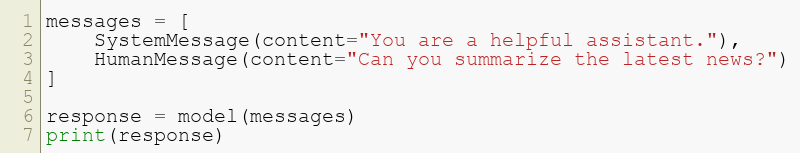 1 messages = [
2     SystemMessage(content="You are a helpful assistant."),
3     HumanMessage(content="Can you summarize the latest news?")
4 ]
5
6 response = model(messages)
7 print(response)